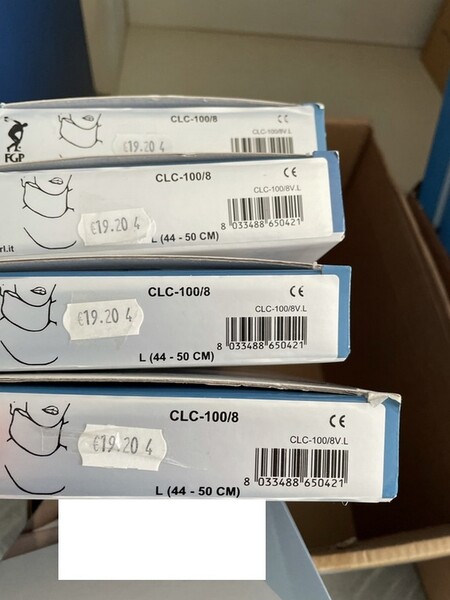 CLC-100/8
CE
€19.20 4
CLC-100/8V.L
FGP
CLC-100/8
CE
CLC-100/8V.L
€19.20 4
L (44 - 50 CM)
8 033488 650421
rl.it
CLC-100/8
CE
CLC-100/8V.L
€19.20 4
L (44 - 50 CM)
8 033488 650421
CLC-100/8
CE
CLC-100/8V.L
€19.20 4
L (44 - 50 CM)
8 033488 650421